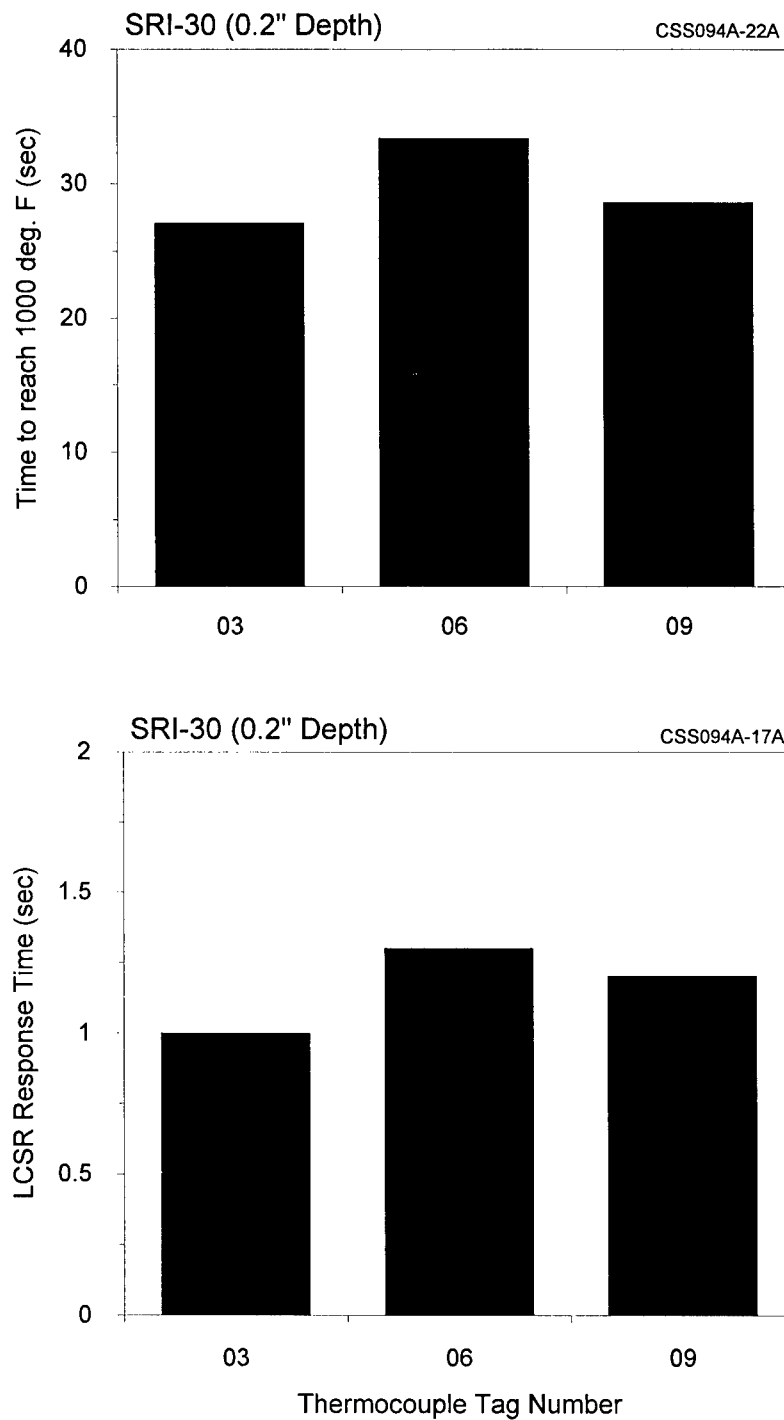 SRI-30 (0.2" Depth)
CSS094A-22A
40
30
20
10
0
Time to reach 1000 deg. F (sec)
03 06 09
SRI-30 (0.2" Depth)
CSS094A-17A
2
1.5
1
0.5
0
LCSR Response Time (sec)
03 06 09
Thermocouple Tag Number